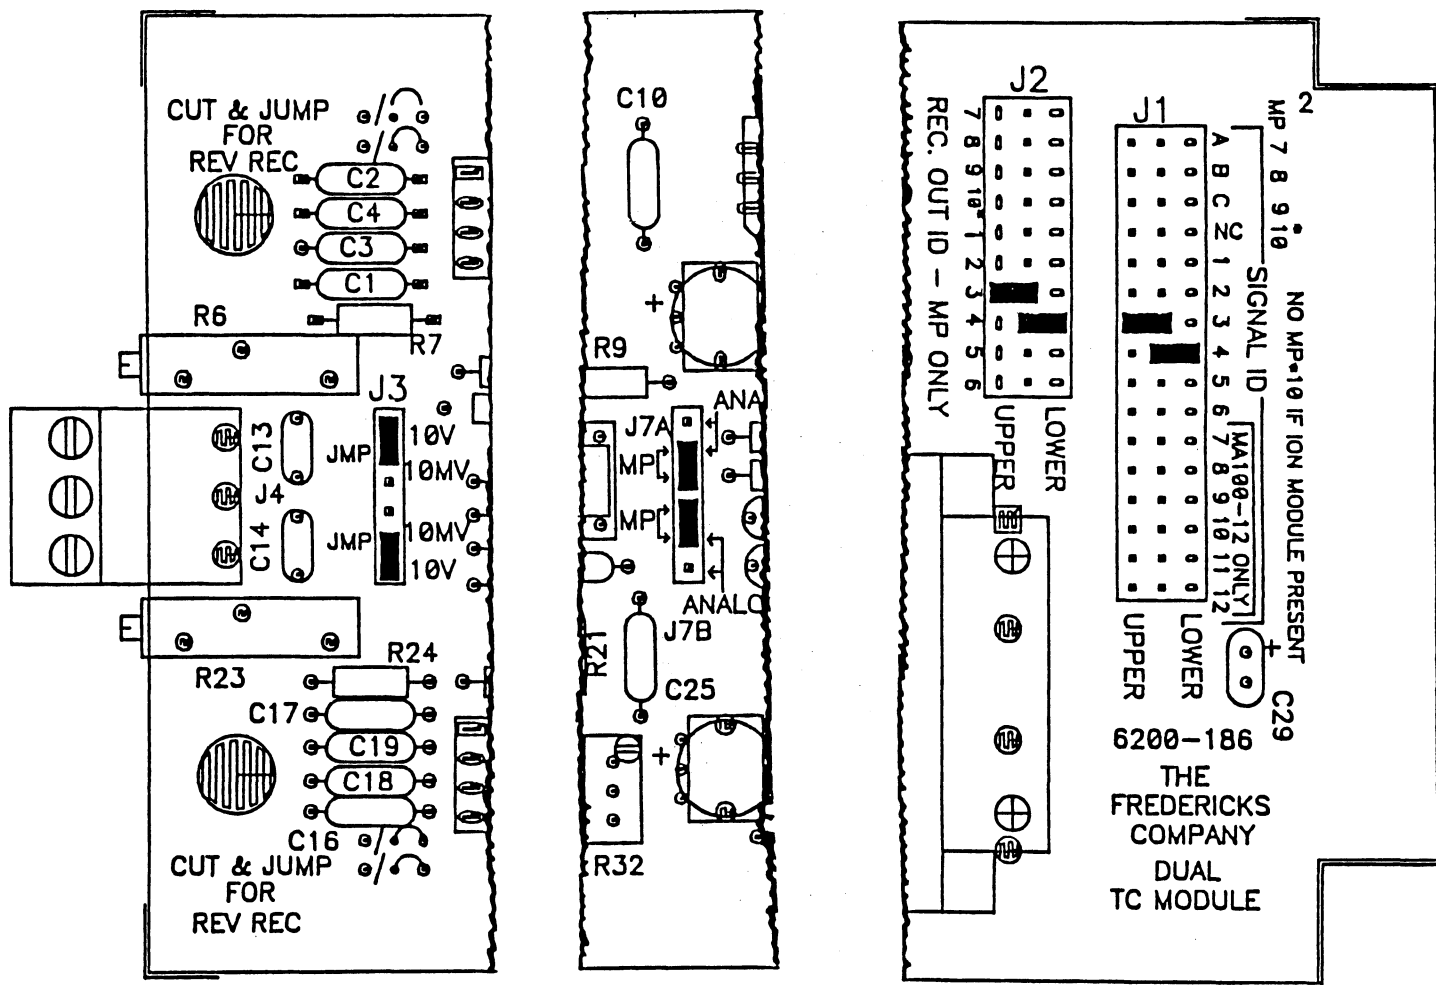 CUT & JUMP
FOR
REV REC
C2
C4
C3
C1
R6
R7
J3
10V
JMP
10MV
C13
J4
C14
10MV
JMP
10V
R23
R24
C17
C19
C18
C16
CUT & JUMP
FOR
REV REC
C10
+
R9
ANA
J7A
MP
MP
ANALO
J7B
R21
C25
+
R32
J2
REC. OUT ID - MP ONLY
7
8
9
10*
1
2
3
4
5
6
UPPER
LOWER
J1
A
B
C
NC
1
2
3
4
5
6
7
8
9
10
11
12
SIGNAL ID
MA100-12 ONLY
UPPER
LOWER
2
MP 7 8 9 10*
NO MP*10 IF ION MODULE PRESENT
+
C29
6200-186
THE
FREDERICKS
COMPANY
DUAL
TC MODULE